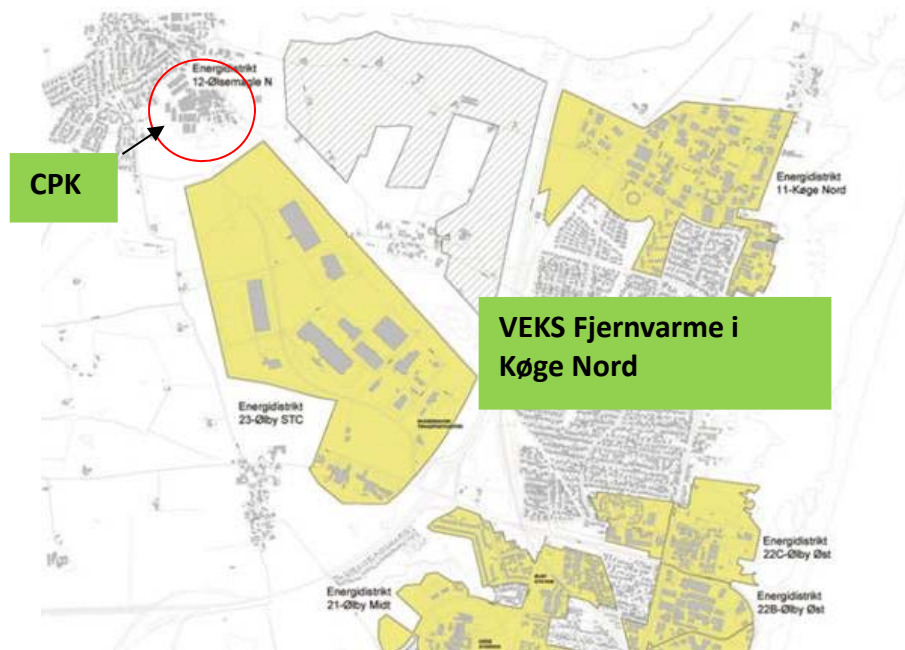 Energidistrikt
12-Ølsemagle N
CPK
Energidistrikt
11-Køge Nord
VEKS Fjernvarme i
Køge Nord
Energidistrikt
23-Ølby STC
Energidistrikt
22C-Ølby Øst
Energidistrikt
21-Ølby Midt
Energidistrikt
22B-Ølby Øst